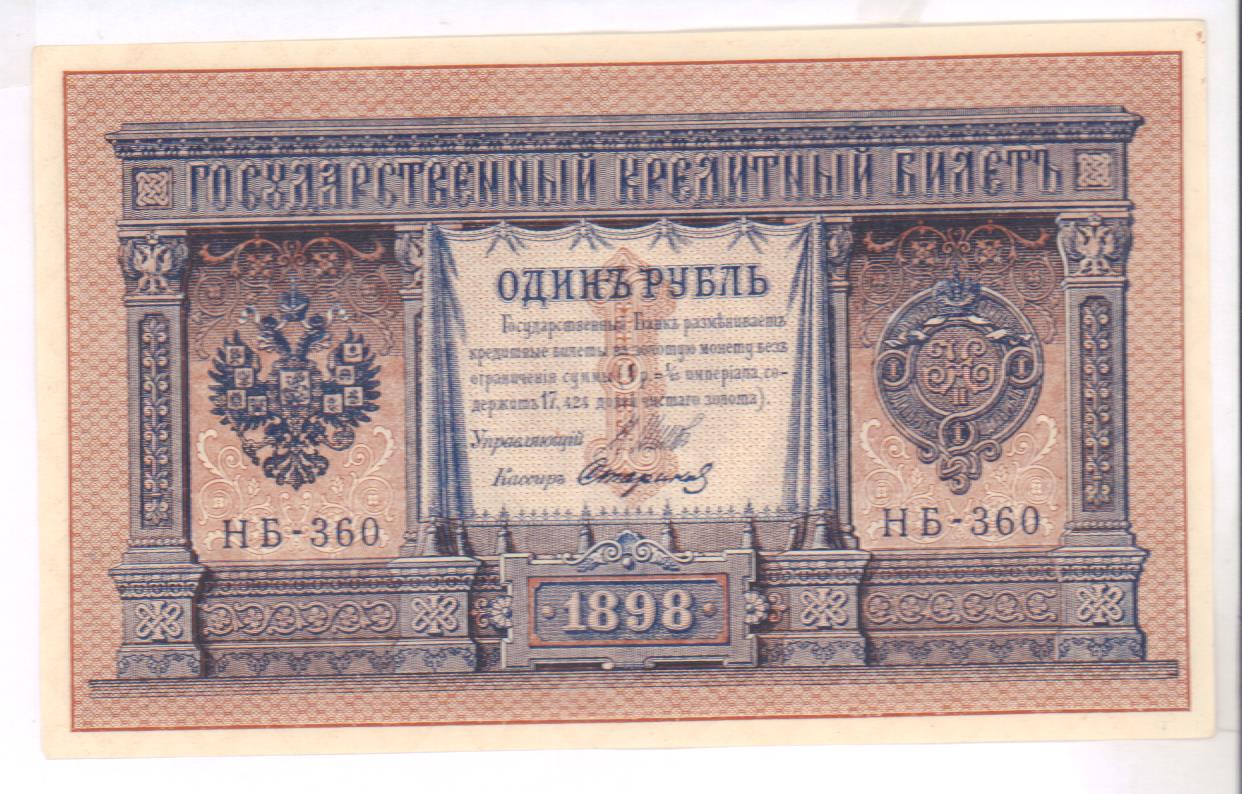 ГОСУДАРСТВЕННЫЙ КРЕДИТНЫЙ БИЛЕТЪ
ОДИНЪ РУБЛЬ
Государственный Банкъ размѣниваетъ
кредитные билеты на золотую монету безъ
ограниченія суммы (1 р. = 1/15 имперіала, со-
держитъ 17,424 долей чистаго золота).
Управляющій
Кассиръ
НБ-360
НБ-360
1898